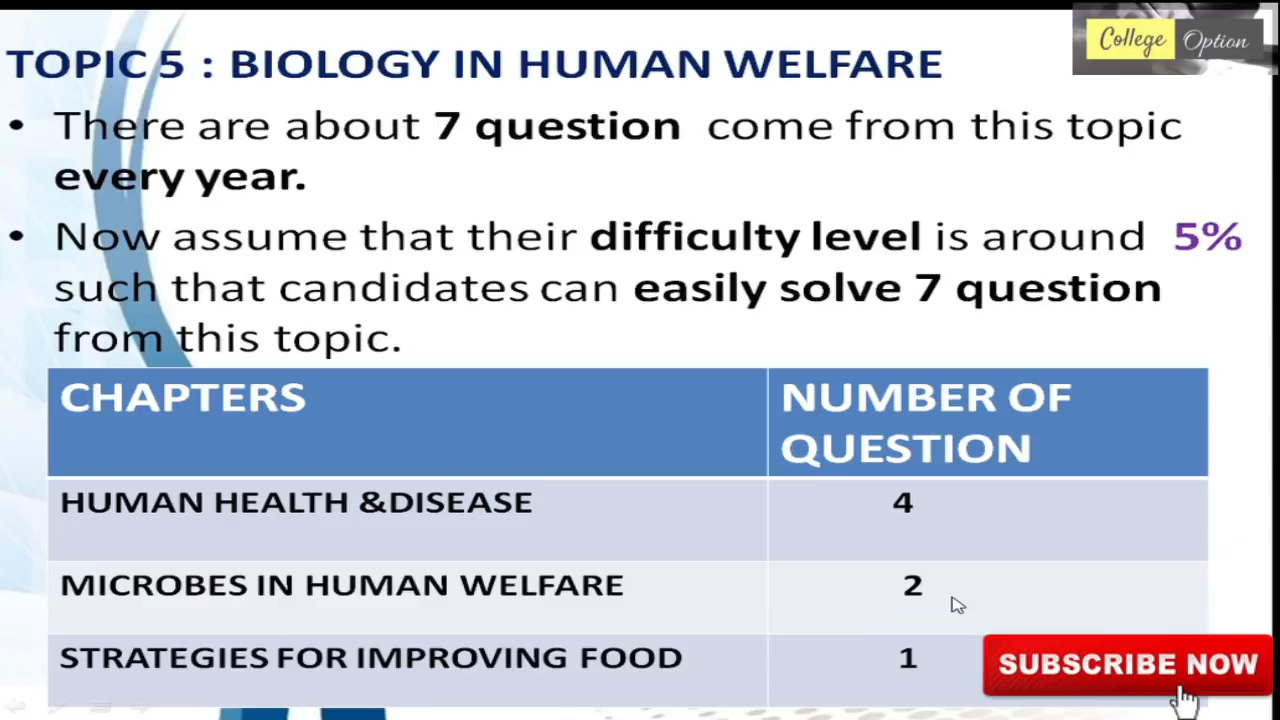 College Option
TOPIC 5 : BIOLOGY IN HUMAN WELFARE
• There are about 7 question come from this topic
every year.
• Now assume that their difficulty level is around 5%
such that candidates can easily solve 7 question
from this topic.
CHAPTERS NUMBER OF
QUESTION
HUMAN HEALTH &DISEASE 4
MICROBES IN HUMAN WELFARE 2
STRATEGIES FOR IMPROVING FOOD 1
SUBSCRIBE NOW